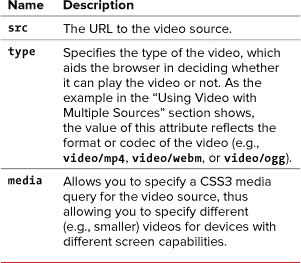 Name Description
src The URL to the video source.
type Specifies the type of the video, which
aids the browser in deciding whether
it can play the video or not. As the
example in the “Using Video with
Multiple Sources” section shows,
the value of this attribute reflects the
format or codec of the video (e.g.,
video/mp4, video/webm, or video/ogg).
media Allows you to specify a CSS3 media
query for the video source, thus
allowing you to specify different
(e.g., smaller) videos for devices with
different screen capabilities.